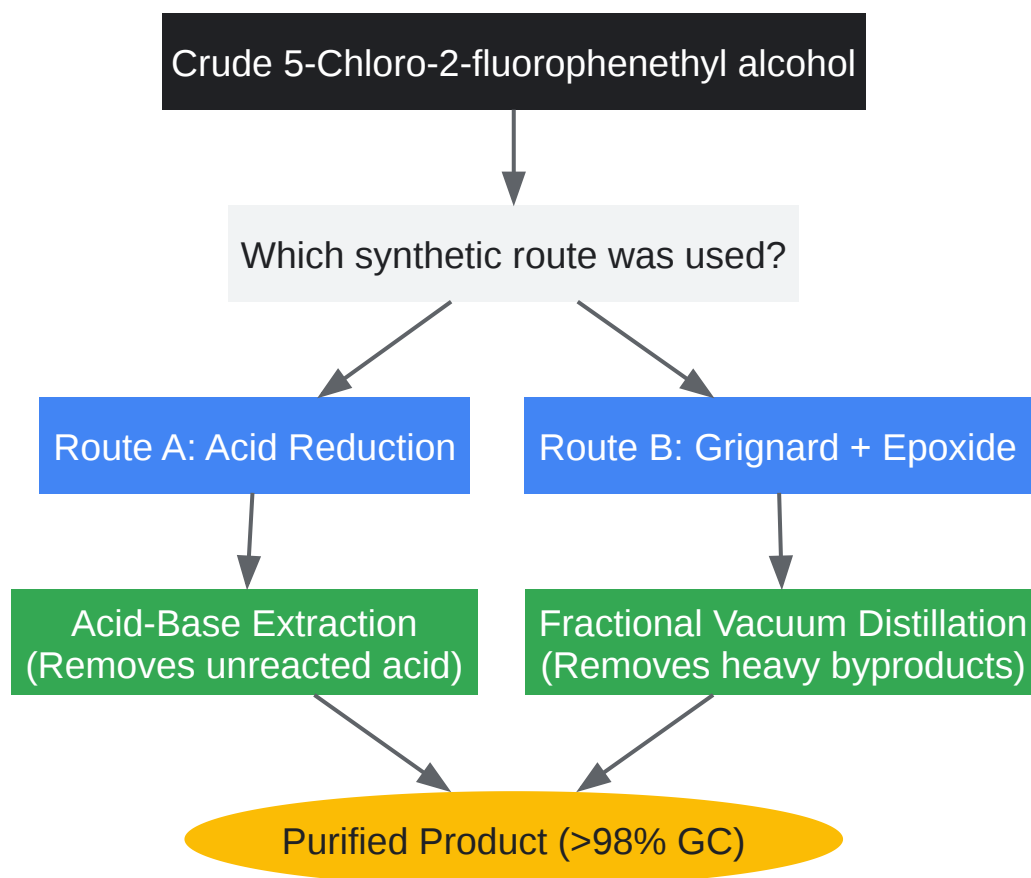 Crude 5-Chloro-2-fluorophenethyl alcohol
Which synthetic route was used?
Route A: Acid Reduction
Route B: Grignard + Epoxide
Acid-Base Extraction
(Removes unreacted acid)
Fractional Vacuum Distillation
(Removes heavy byproducts)
Purified Product (>98% GC)